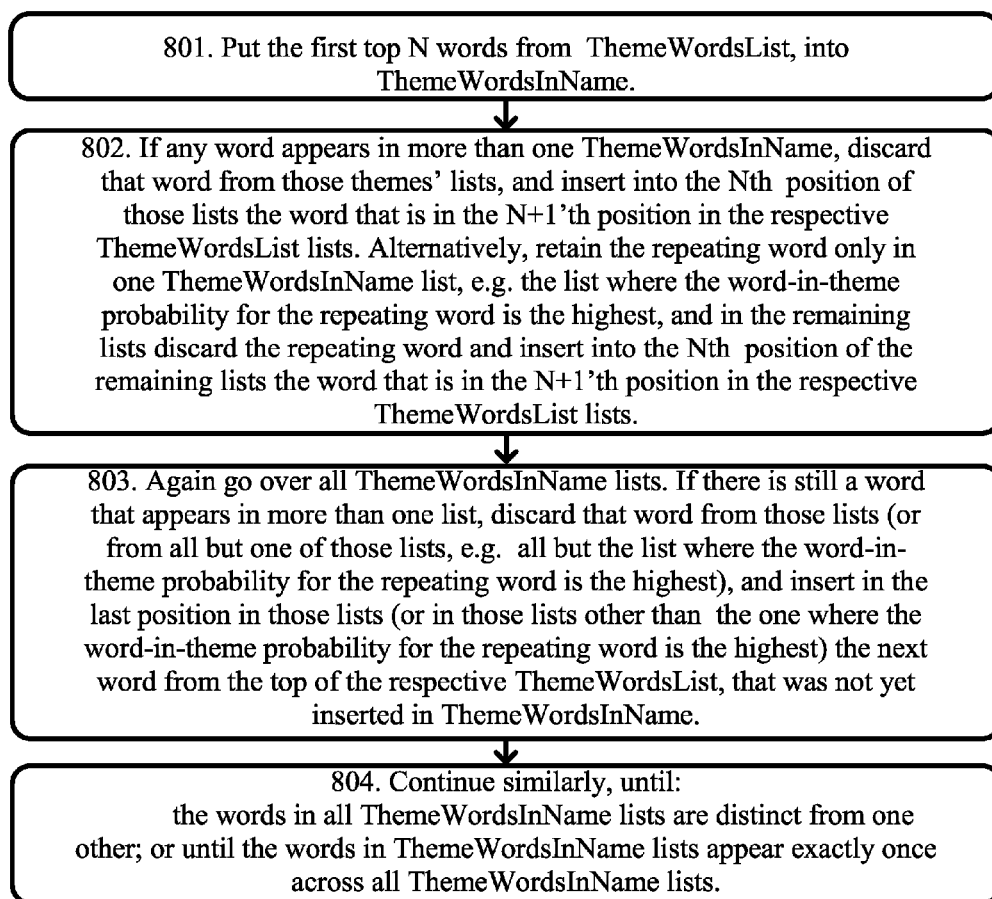 801. Put the first top N words from ThemeWordsList, into
ThemeWordsInName.
802. If any word appears in more than one ThemeWordsInName, discard
that word from those themes’ lists, and insert into the Nth position of
those lists the word that is in the N+1’th position in the respective
ThemeWordsList lists. Alternatively, retain the repeating word only in
one ThemeWordsInName list, e.g. the list where the word-in-theme
probability for the repeating word is the highest, and in the remaining
lists discard the repeating word and insert into the Nth position of the
remaining lists the word that is in the N+1’th position in the respective
ThemeWordsList lists.
803. Again go over all ThemeWordsInName lists. If there is still a word
that appears in more than one list, discard that word from those lists (or
from all but one of those lists, e.g. all but the list where the word-in-
theme probability for the repeating word is the highest), and insert in the
last position in those lists (or in those lists other than the one where the
word-in-theme probability for the repeating word is the highest) the next
word from the top of the respective ThemeWordsList, that was not yet
inserted in ThemeWordsInName.
804. Continue similarly, until:
the words in all ThemeWordsInName lists are distinct from one
other; or until the words in ThemeWordsInName lists appear exactly once
across all ThemeWordsInName lists.